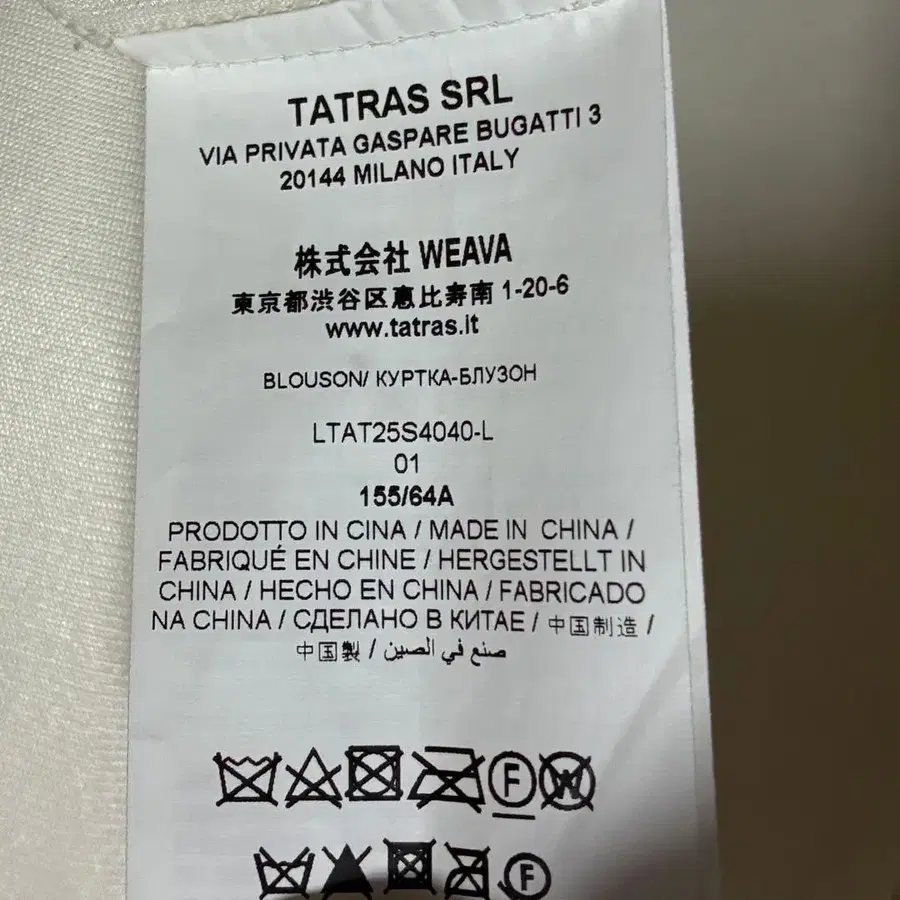 TATRAS SRL
VIA PRIVATA GASPARE BUGATTI 3
20144 MILANO ITALY
株式会社 WEAVA
東京都渋谷区恵比寿南 1-20-6
www.tatras.it
BLOUSON/ КУРТКА-БЛУЗОН
LTAT25S4040-L
01
155/64A
PRODOTTO IN CINA / MADE IN CHINA /
FABRIQUÉ EN CHINE / HERGESTELLT IN
CHINA / HECHO EN CHINA / FABRICADO
NA CHINA / СДЕЛАНО В КИТАЕ / 中国制造 /
中国製 / صنع في الصين
F W
F